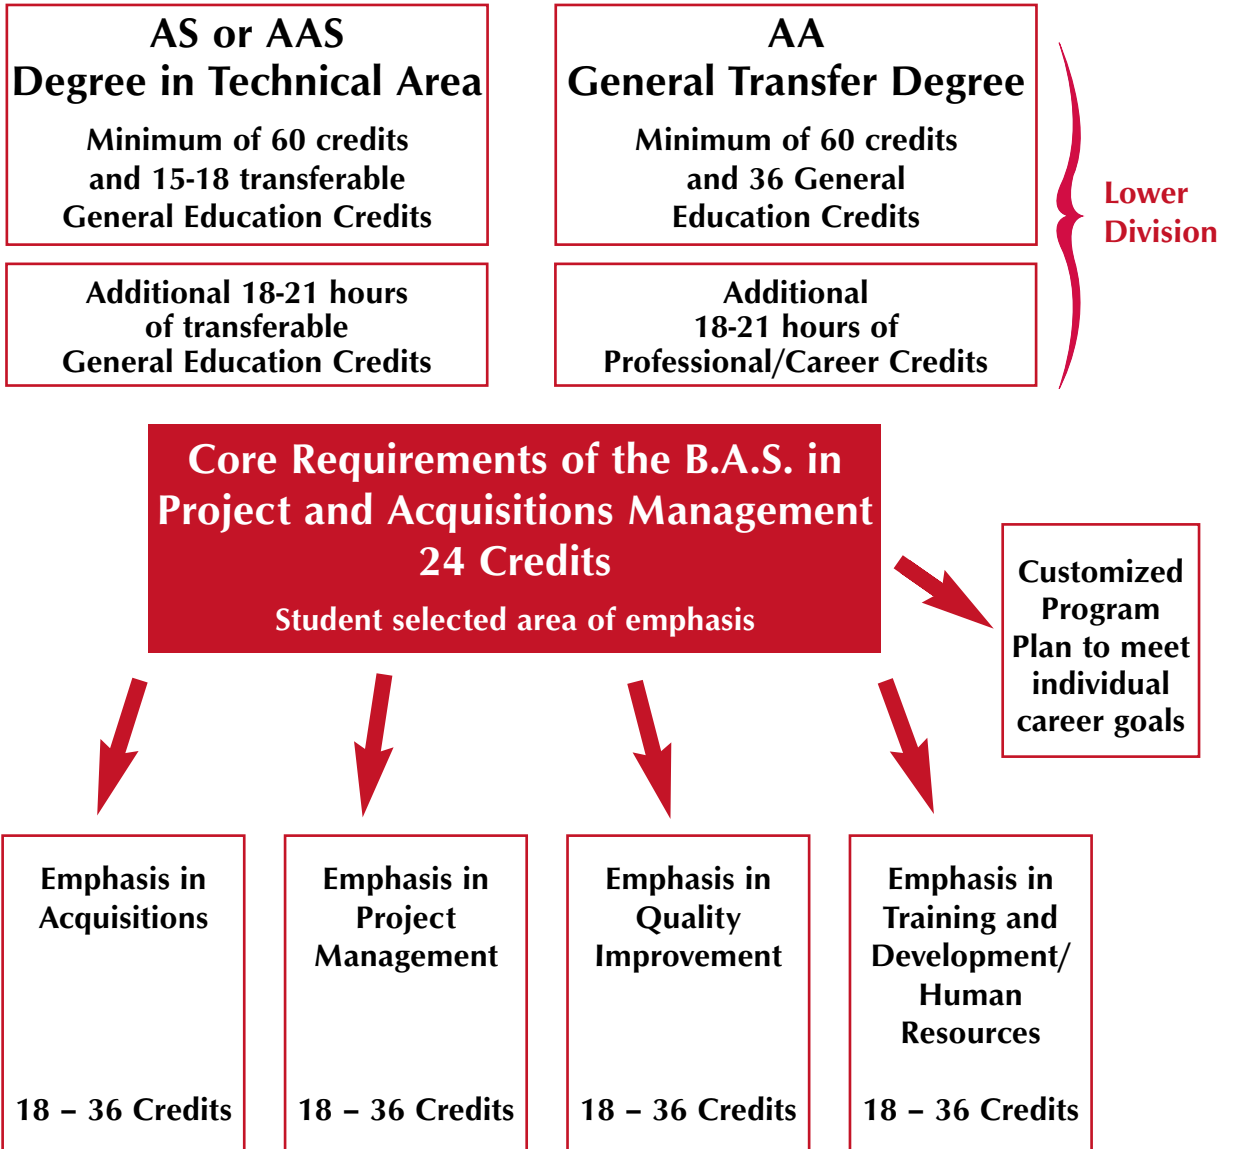 AS or AAS
Degree in Technical Area
Minimum of 60 credits
and 15-18 transferable
General Education Credits
AA
General Transfer Degree
Minimum of 60 credits
and 36 General
Education Credits
Lower
Division
Additional 18-21 hours
of transferable
General Education Credits
Additional
18-21 hours of
Professional/Career Credits
Core Requirements of the B.A.S. in
Project and Acquisitions Management
24 Credits
Student selected area of emphasis
Customized
Program
Plan to meet
individual
career goals
Emphasis in
Acquisitions
18 – 36 Credits
Emphasis in
Project
Management
18 – 36 Credits
Emphasis in
Quality
Improvement
18 – 36 Credits
Emphasis in
Training and
Development/
Human
Resources
18 – 36 Credits